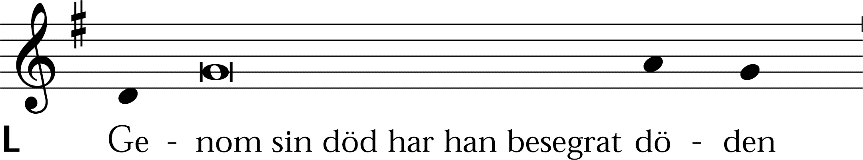 L Ge - nom sin död har han besegrat dö - den